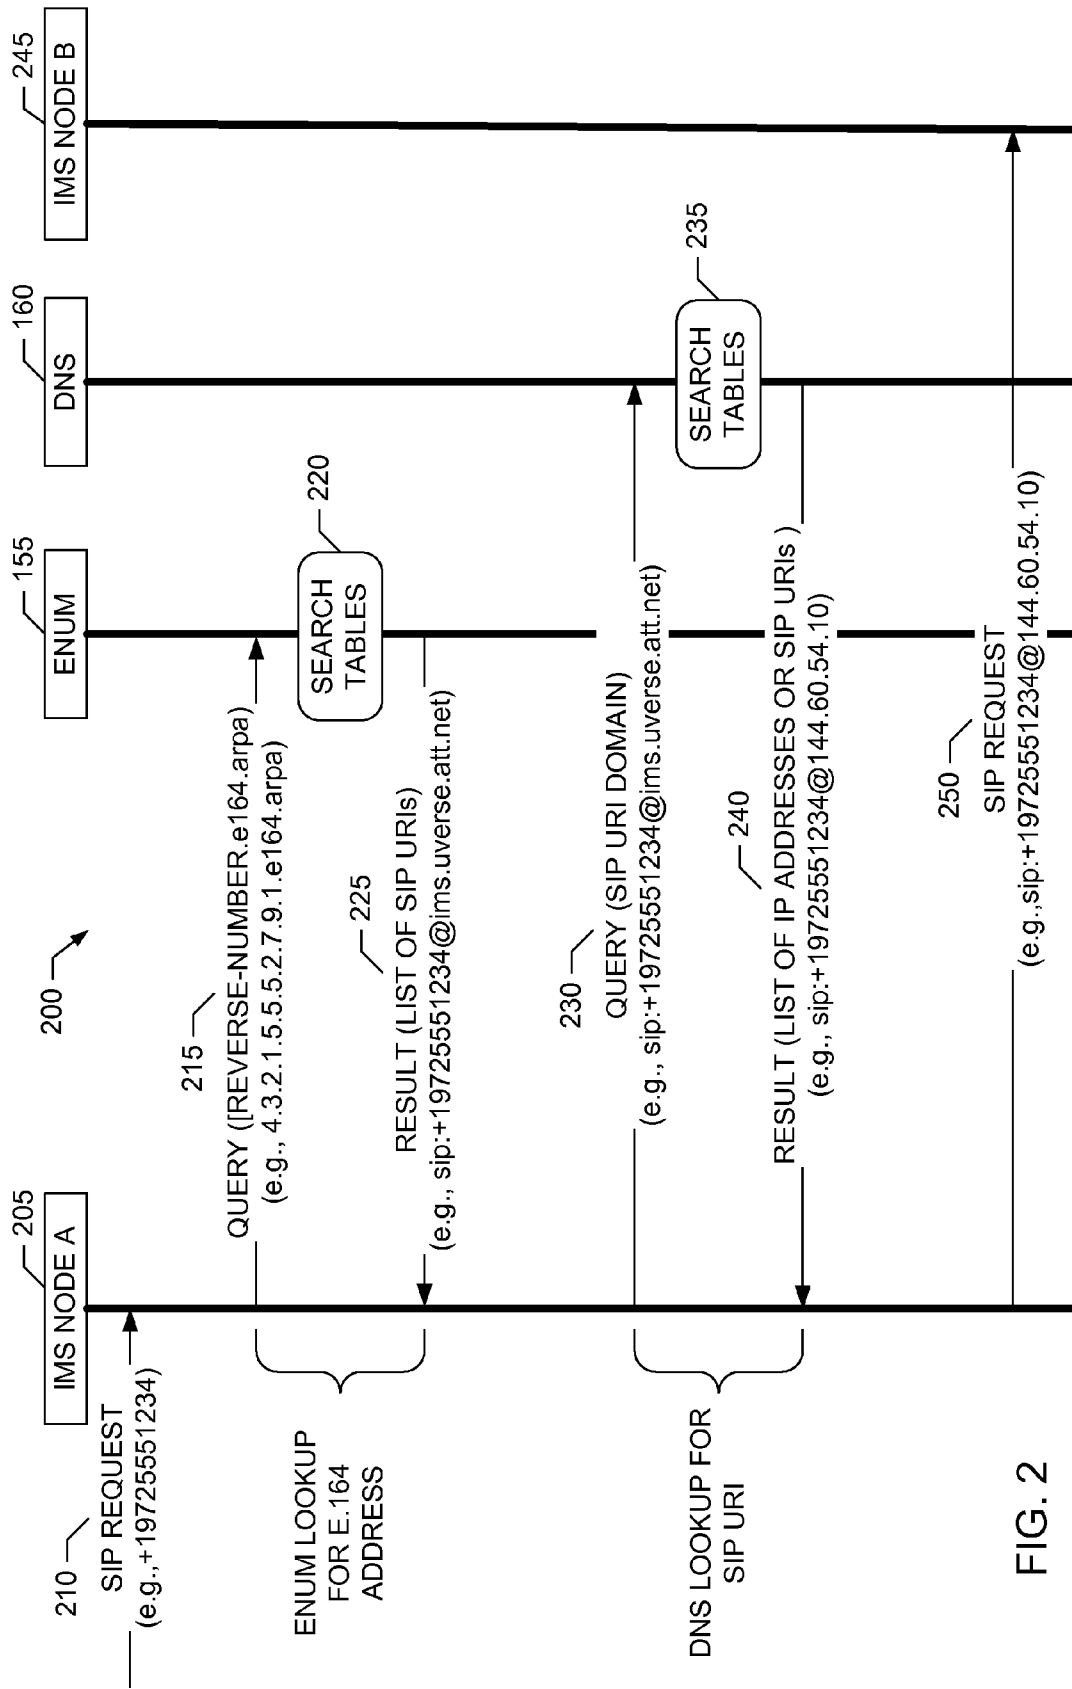 200
205
IMS NODE A
155
ENUM
160
DNS
245
IMS NODE B
210
SIP REQUEST
(e.g.,+19725551234)
215
QUERY ([REVERSE-NUMBER.e164.arpa)
(e.g., 4.3.2.1.5.5.5.2.7.9.1.e164.arpa)
ENUM LOOKUP
FOR E.164
ADDRESS
220
SEARCH
TABLES
225
RESULT (LIST OF SIP URIs)
(e.g., sip:+19725551234@ims.uverse.att.net)
230
QUERY (SIP URI DOMAIN)
(e.g., sip:+19725551234@ims.uverse.att.net)
DNS LOOKUP FOR
SIP URI
235
SEARCH
TABLES
240
RESULT (LIST OF IP ADDRESSES OR SIP URIs )
(e.g., sip:+19725551234@144.60.54.10)
250
SIP REQUEST
(e.g.,sip:+19725551234@144.60.54.10)
FIG. 2